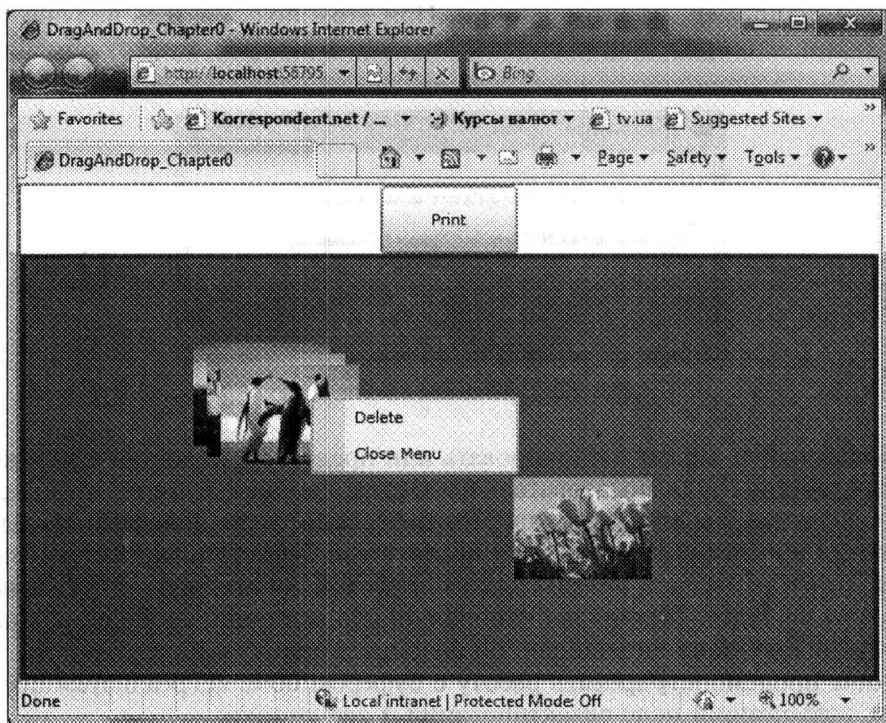 DragAndDrop_Chapter0 - Windows Internet Explorer
http://localhost:56795 Bing
Favorites Korrespondent.net / ... Курсы валют tv.ua Suggested Sites »
DragAndDrop_Chapter0 Page Safety Tools »
Print
Delete
Close Menu
Done Local intranet | Protected Mode: Off 100%